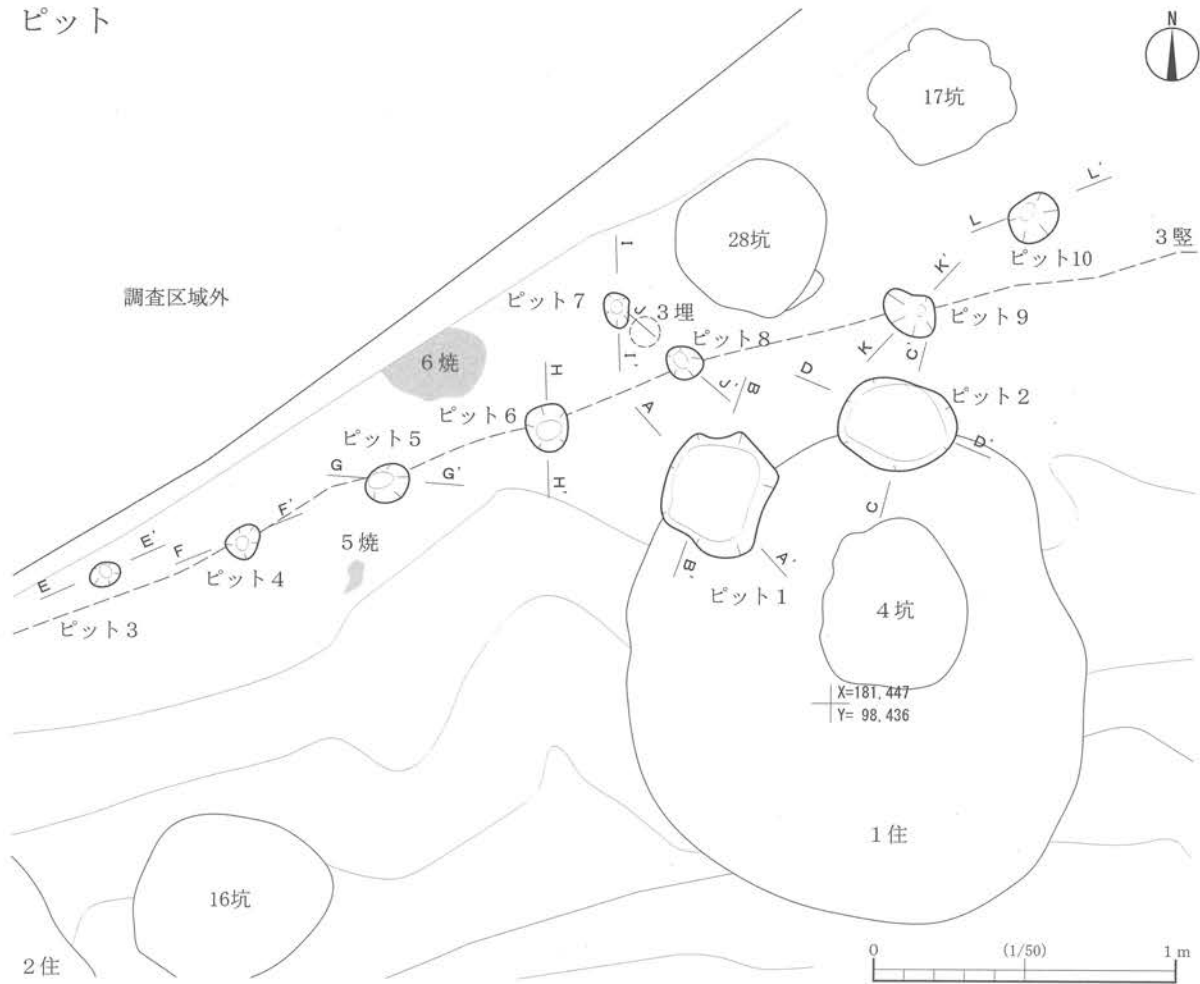 ピット
N
17坑
L'
L
3竪
28坑
K'
ピット10
I
調査区域外
ピット7
J
3埋
ピット9
ピット8
I'
K
C'
6焼
H
D
J'
B
ピット2
ピット6
A
ピット5
D'
G
G'
H'
C
F'
5焼
E'
F
E
ピット4
B'
A'
ピット1
4坑
ピット3
X=181,447
Y= 98,436
1住
16坑
2住
0
(1/50)
1m